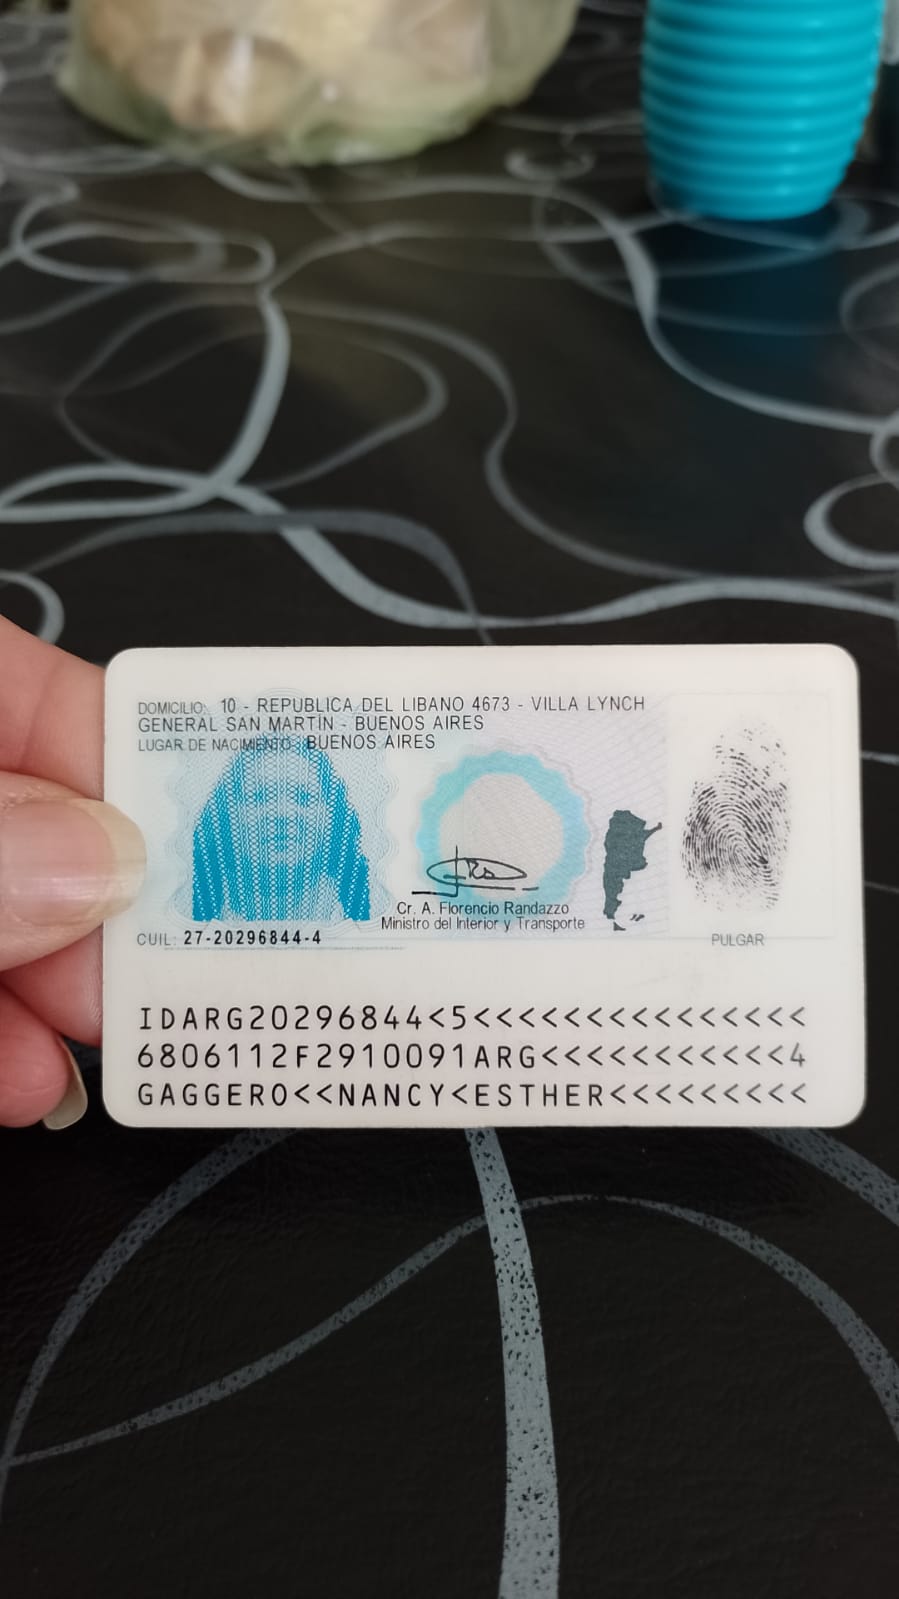 DOMICILIO: 10 - REPUBLICA DEL LIBANO 4673 - VILLA LYNCH
GENERAL SAN MARTÍN - BUENOS AIRES
LUGAR DE NACIMIENTO: BUENOS AIRES
Cr. A. Florencio Randazzo
Ministro del Interior y Transporte
CUIL: 27-20296844-4
PULGAR
IDARG20296844<5<<<<<<<<<<<<<<<
6806112F2910091ARG<<<<<<<<<<<4
GAGGERO<<NANCY<ESTHER<<<<<<<<<